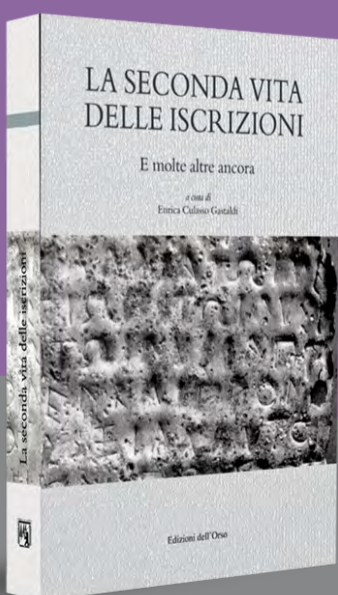 LA SECONDA VITA
DELLE ISCRIZIONI
E molte altre ancora
a cura di
Enrica Culasso Gastaldi
Edizioni dell'Orso
La seconda vita delle iscrizioni